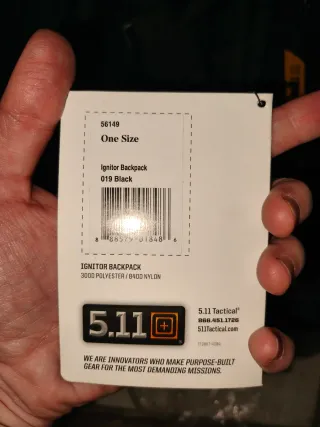 56149
One Size
Ignitor Backpack
019 Black
IGNITOR BACKPACK
300D POLYESTER / 840D NYLON
5.11
5.11 Tactical®
866.451.1726
511Tactical.com
WE ARE INNOVATORS WHO MAKE PURPOSE-BUILT
GEAR FOR THE MOST DEMANDING MISSIONS.